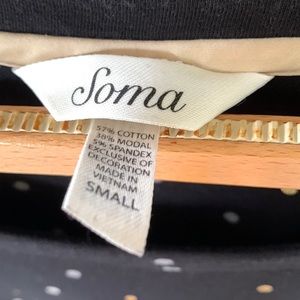 Soma
57% COTTON
38% MODAL
5% SPANDEX
EXCLUSIVE OF
DECORATION
MADE IN
VIETNAM
SMALL